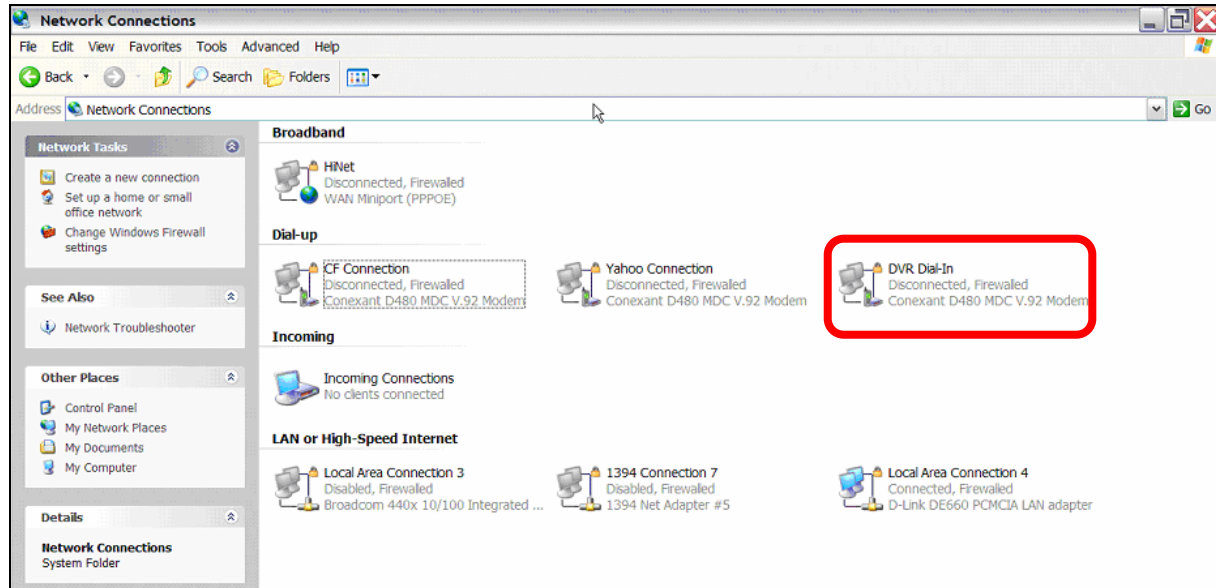 Network Connections
File Edit View Favorites Tools Advanced Help
Back Search Folders
Address Network Connections Go
Network Tasks
Create a new connection
Set up a home or small
office network
Change Windows Firewall
settings
See Also
Network Troubleshooter
Other Places
Control Panel
My Network Places
My Documents
My Computer
Details
Network Connections
System Folder
Broadband
HiNet
Disconnected, Firewalled
WAN Miniport (PPPOE)
Dial-up
CF Connection
Disconnected, Firewalled
Conexant D480 MDC V.92 Modem
Yahoo Connection
Disconnected, Firewalled
Conexant D480 MDC V.92 Modem
DVR Dial-In
Disconnected, Firewalled
Conexant D480 MDC V.92 Modem
Incoming
Incoming Connections
No clients connected
LAN or High-Speed Internet
Local Area Connection 3
Disabled, Firewalled
Broadcom 440x 10/100 Integrated ...
1394 Connection 7
Disabled, Firewalled
1394 Net Adapter #5
Local Area Connection 4
Connected, Firewalled
D-Link DE660 PCMCIA LAN adapter